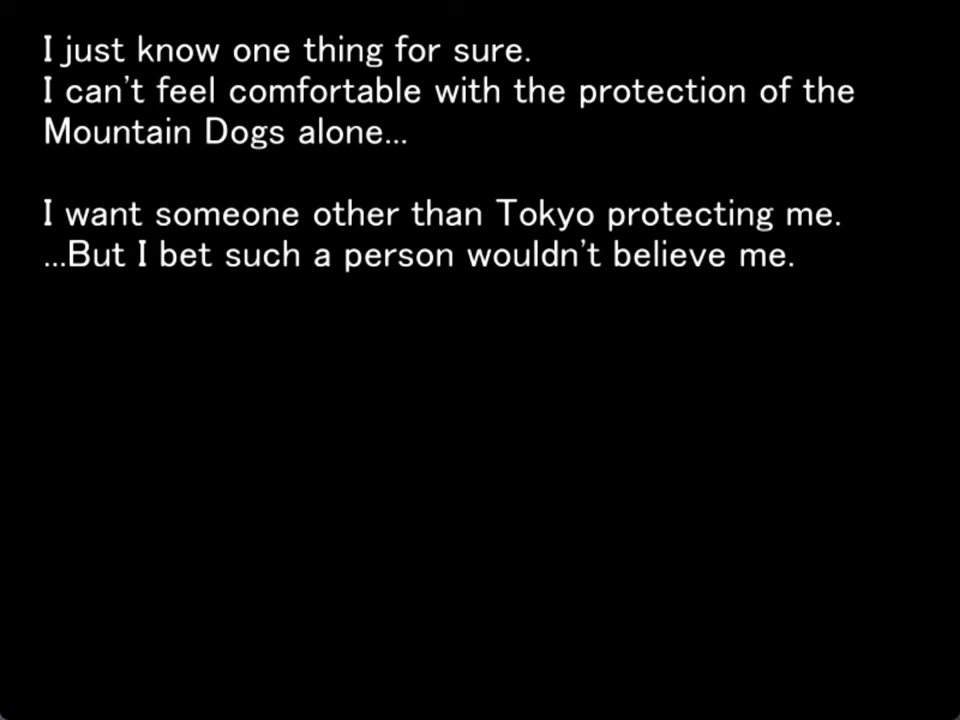 I just know one thing for sure.
I can't feel comfortable with the protection of the
Mountain Dogs alone...
I want someone other than Tokyo protecting me.
...But I bet such a person wouldn't believe me.